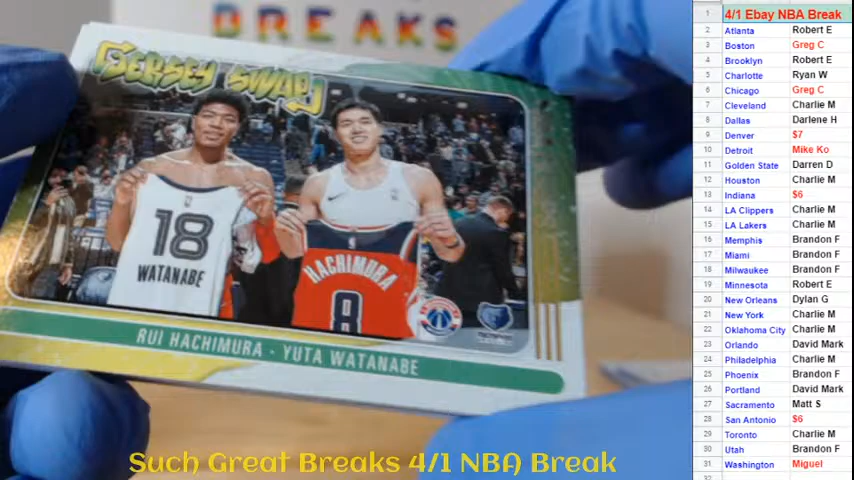 BREAKS
JERSEY SWAP
18
WATANABE
HACHIMURA
8
RUI HACHIMURA · YUTA WATANABE
Such Great Breaks 4/1 NBA Break
1 4/1 Ebay NBA Break
2 Atlanta Robert E
3 Boston Greg C
4 Brooklyn Robert E
5 Charlotte Ryan W
6 Chicago Greg C
7 Cleveland Charlie M
8 Dallas Darlene H
9 Denver $7
10 Detroit Mike Ko
11 Golden State Darren D
12 Houston Charlie M
13 Indiana $6
14 LA Clippers Charlie M
15 LA Lakers Charlie M
16 Memphis Brandon F
17 Miami Brandon F
18 Milwaukee Brandon F
19 Minnesota Robert E
20 New Orleans Dylan G
21 New York Charlie M
22 Oklahoma City Charlie M
23 Orlando David Mark
24 Philadelphia Charlie M
25 Phoenix Brandon F
26 Portland David Mark
27 Sacramento Matt S
28 San Antonio $6
29 Toronto Charlie M
30 Utah Brandon F
31 Washington Miguel